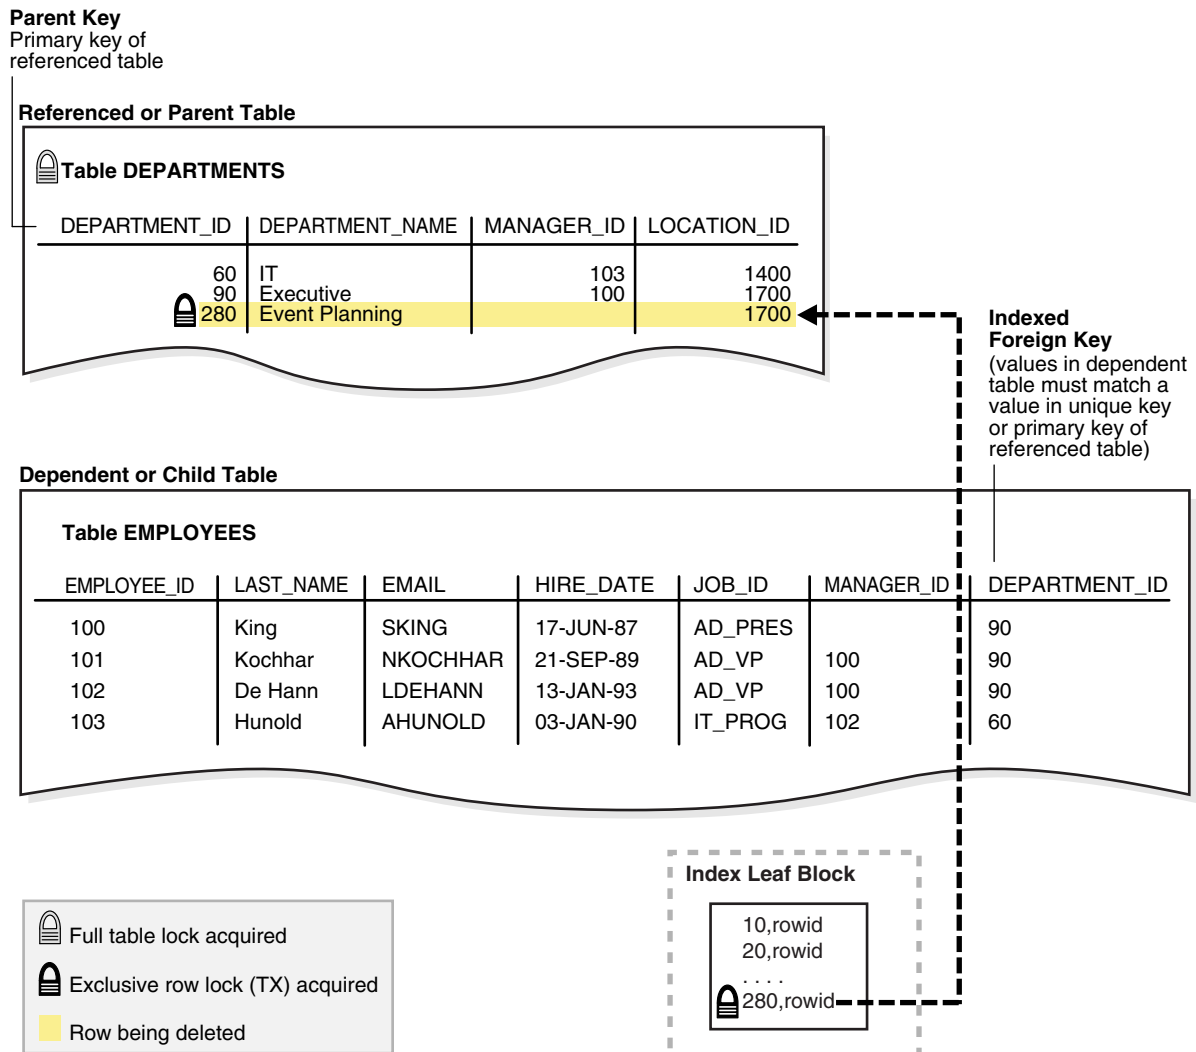 Parent Key
Primary key of
referenced table
Referenced or Parent Table
Table DEPARTMENTS
DEPARTMENT_ID DEPARTMENT_NAME MANAGER_ID LOCATION_ID
60 IT 103 1400
90 Executive 100 1700
280 Event Planning 1700
Indexed
Foreign Key
(values in dependent
table must match a
value in unique key
or primary key of
referenced table)
Dependent or Child Table
Table EMPLOYEES
EMPLOYEE_ID LAST_NAME EMAIL HIRE_DATE JOB_ID MANAGER_ID DEPARTMENT_ID
100 King SKING 17-JUN-87 AD_PRES 90
101 Kochhar NKOCHHAR 21-SEP-89 AD_VP 100 90
102 De Hann LDEHANN 13-JAN-93 AD_VP 100 90
103 Hunold AHUNOLD 03-JAN-90 IT_PROG 102 60
Index Leaf Block
10,rowid
20,rowid
. . . .
280,rowid
Full table lock acquired
Exclusive row lock (TX) acquired
Row being deleted